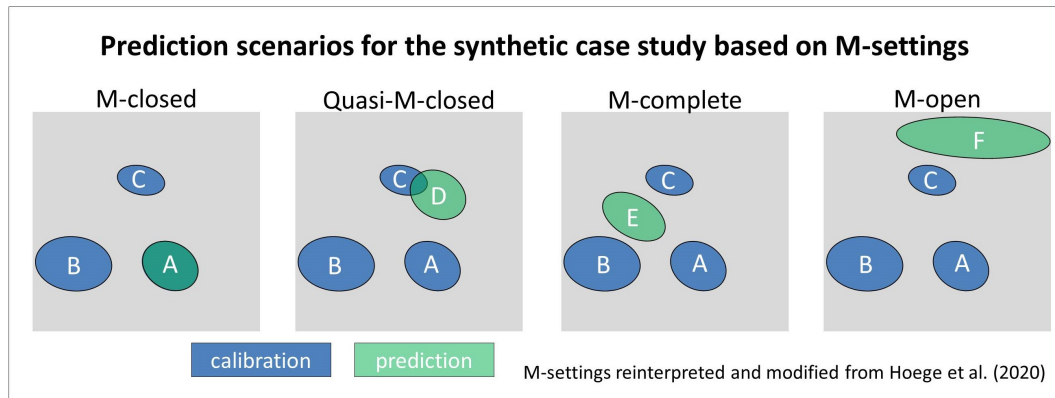 Prediction scenarios for the synthetic case study based on M-settings
M-closed
C
B
A
Quasi-M-closed
C
D
B
A
M-complete
C
E
B
A
M-open
F
C
B
A
calibration
prediction
M-settings reinterpreted and modified from Hoege et al. (2020)